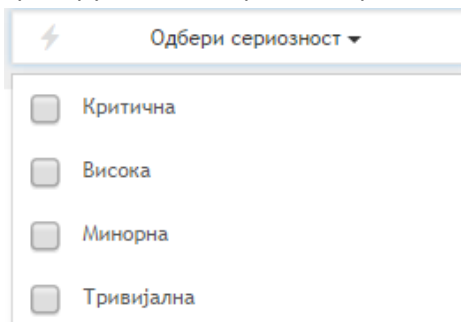 Одбери сериозност
Критична
Висока
Минорна
Тривијална